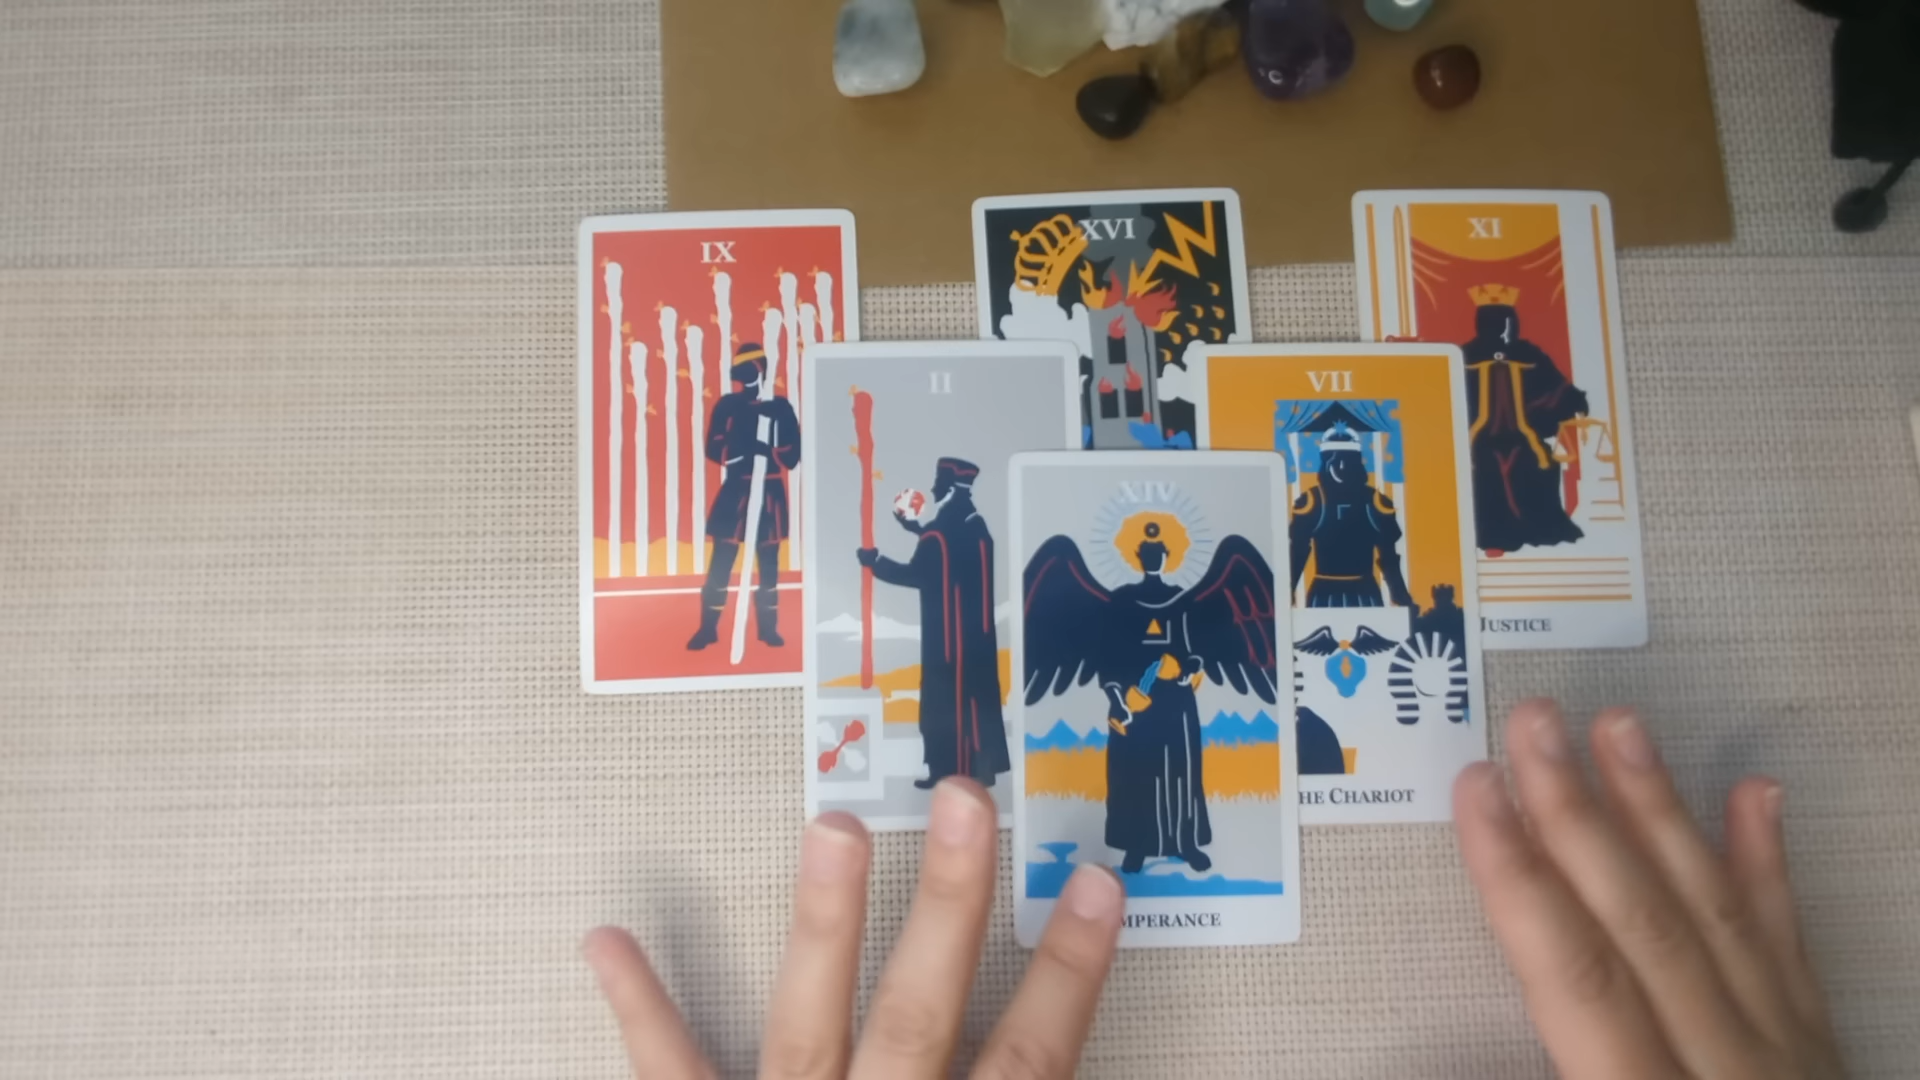 IX
XVI
XI
II
VII
XIV
JUSTICE
HE CHARIOT
MPERANCE